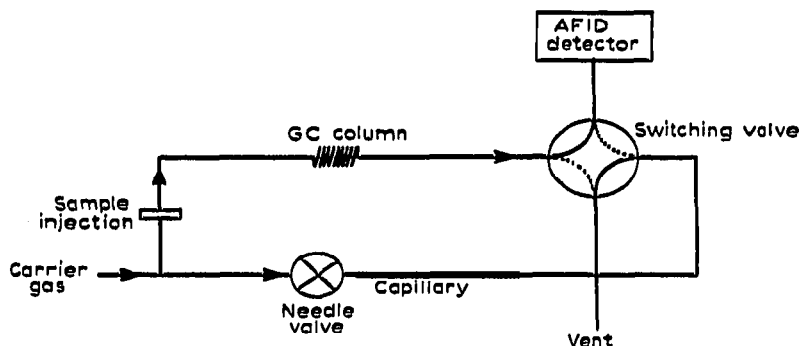 AFID
detector
GC column
Switching valve
Sample
injection
Carrier
gas
Needle
valve
Capillary
Vent